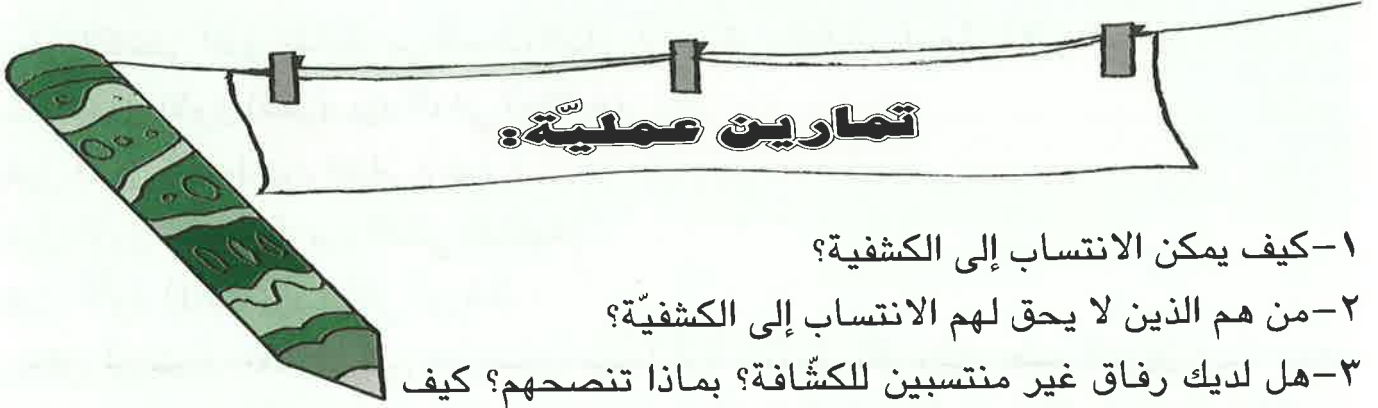 تمارين عمليّة:
١-كيف يمكن الانتساب إلى الكشفية؟
٢-من هم الذين لا يحق لهم الانتساب إلى الكشفيّة؟
٣-هل لديك رفاق غير منتسبين للكشّافة؟ بماذا تنصحهم؟ كيف